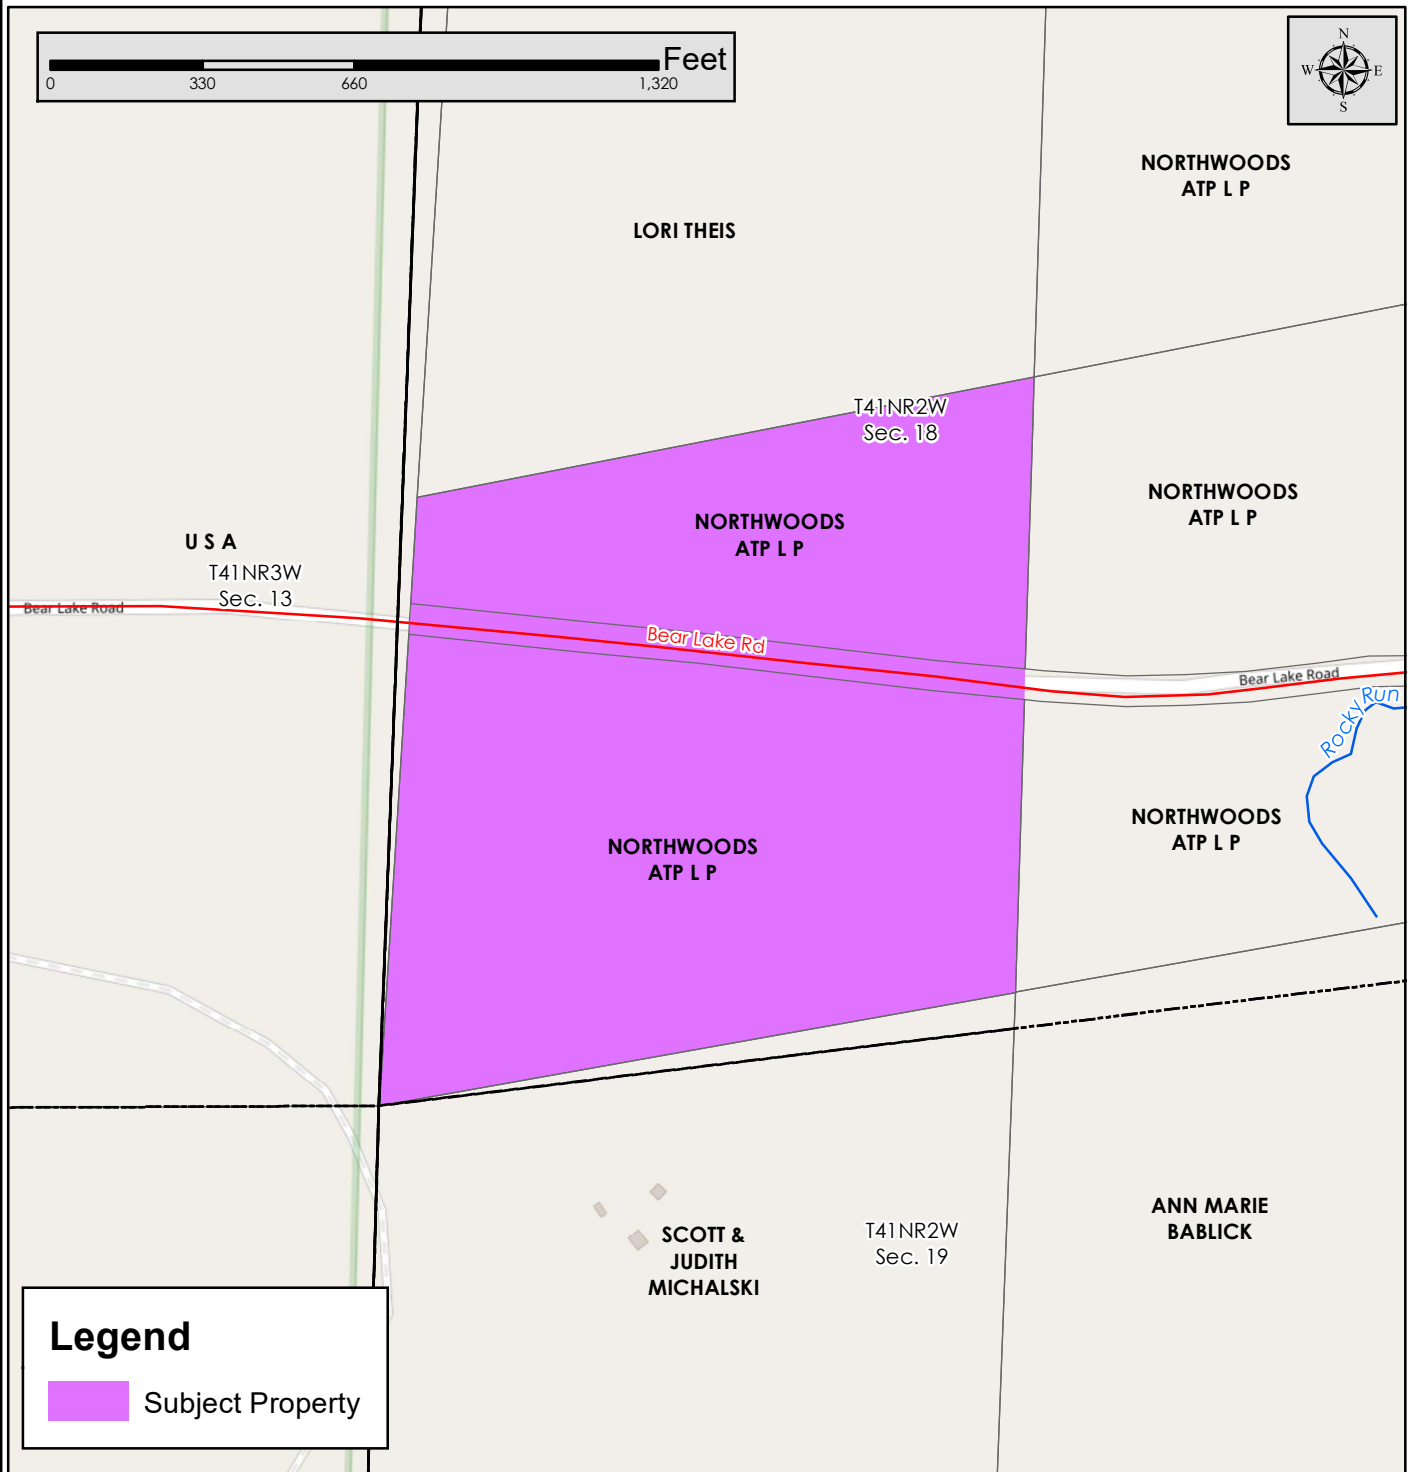 Feet
0 330 660 1,320
N
W E
S
NORTHWOODS
ATP L P
LORI THEIS
T41NR2W
Sec. 18
NORTHWOODS
ATP L P
NORTHWOODS
ATP L P
U S A
T41NR3W
Sec. 13
Bear Lake Road
Bear Lake Rd
Bear Lake Road
Rocky Run
NORTHWOODS
ATP L P
NORTHWOODS
ATP L P
ANN MARIE
BABLICK
SCOTT &
JUDITH
MICHALSKI
T41NR2W
Sec. 19
Legend
Subject Property